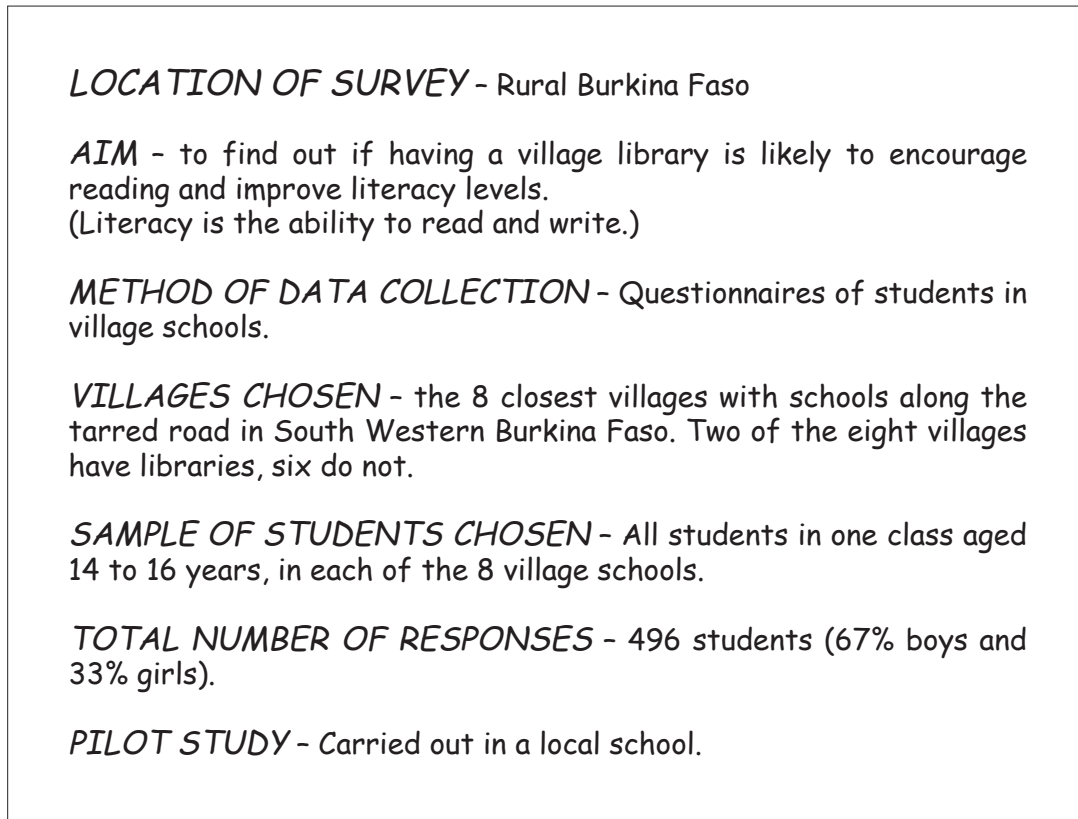 LOCATION OF SURVEY – Rural Burkina Faso
AIM – to find out if having a village library is likely to encourage
reading and improve literacy levels.
(Literacy is the ability to read and write.)
METHOD OF DATA COLLECTION – Questionnaires of students in
village schools.
VILLAGES CHOSEN – the 8 closest villages with schools along the
tarred road in South Western Burkina Faso. Two of the eight villages
have libraries, six do not.
SAMPLE OF STUDENTS CHOSEN – All students in one class aged
14 to 16 years, in each of the 8 village schools.
TOTAL NUMBER OF RESPONSES – 496 students (67% boys and
33% girls).
PILOT STUDY – Carried out in a local school.